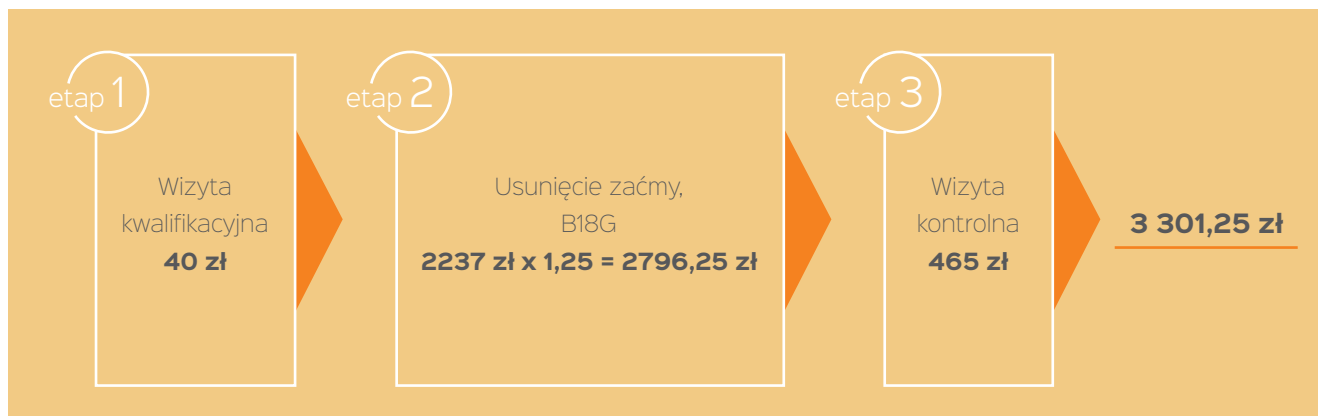 etap 1
Wizyta
kwalifikacyjna
40 zł
etap 2
Usunięcie zaćmy,
B18G
2237 zł x 1,25 = 2796,25 zł
etap 3
Wizyta
kontrolna
465 zł
3 301,25 zł